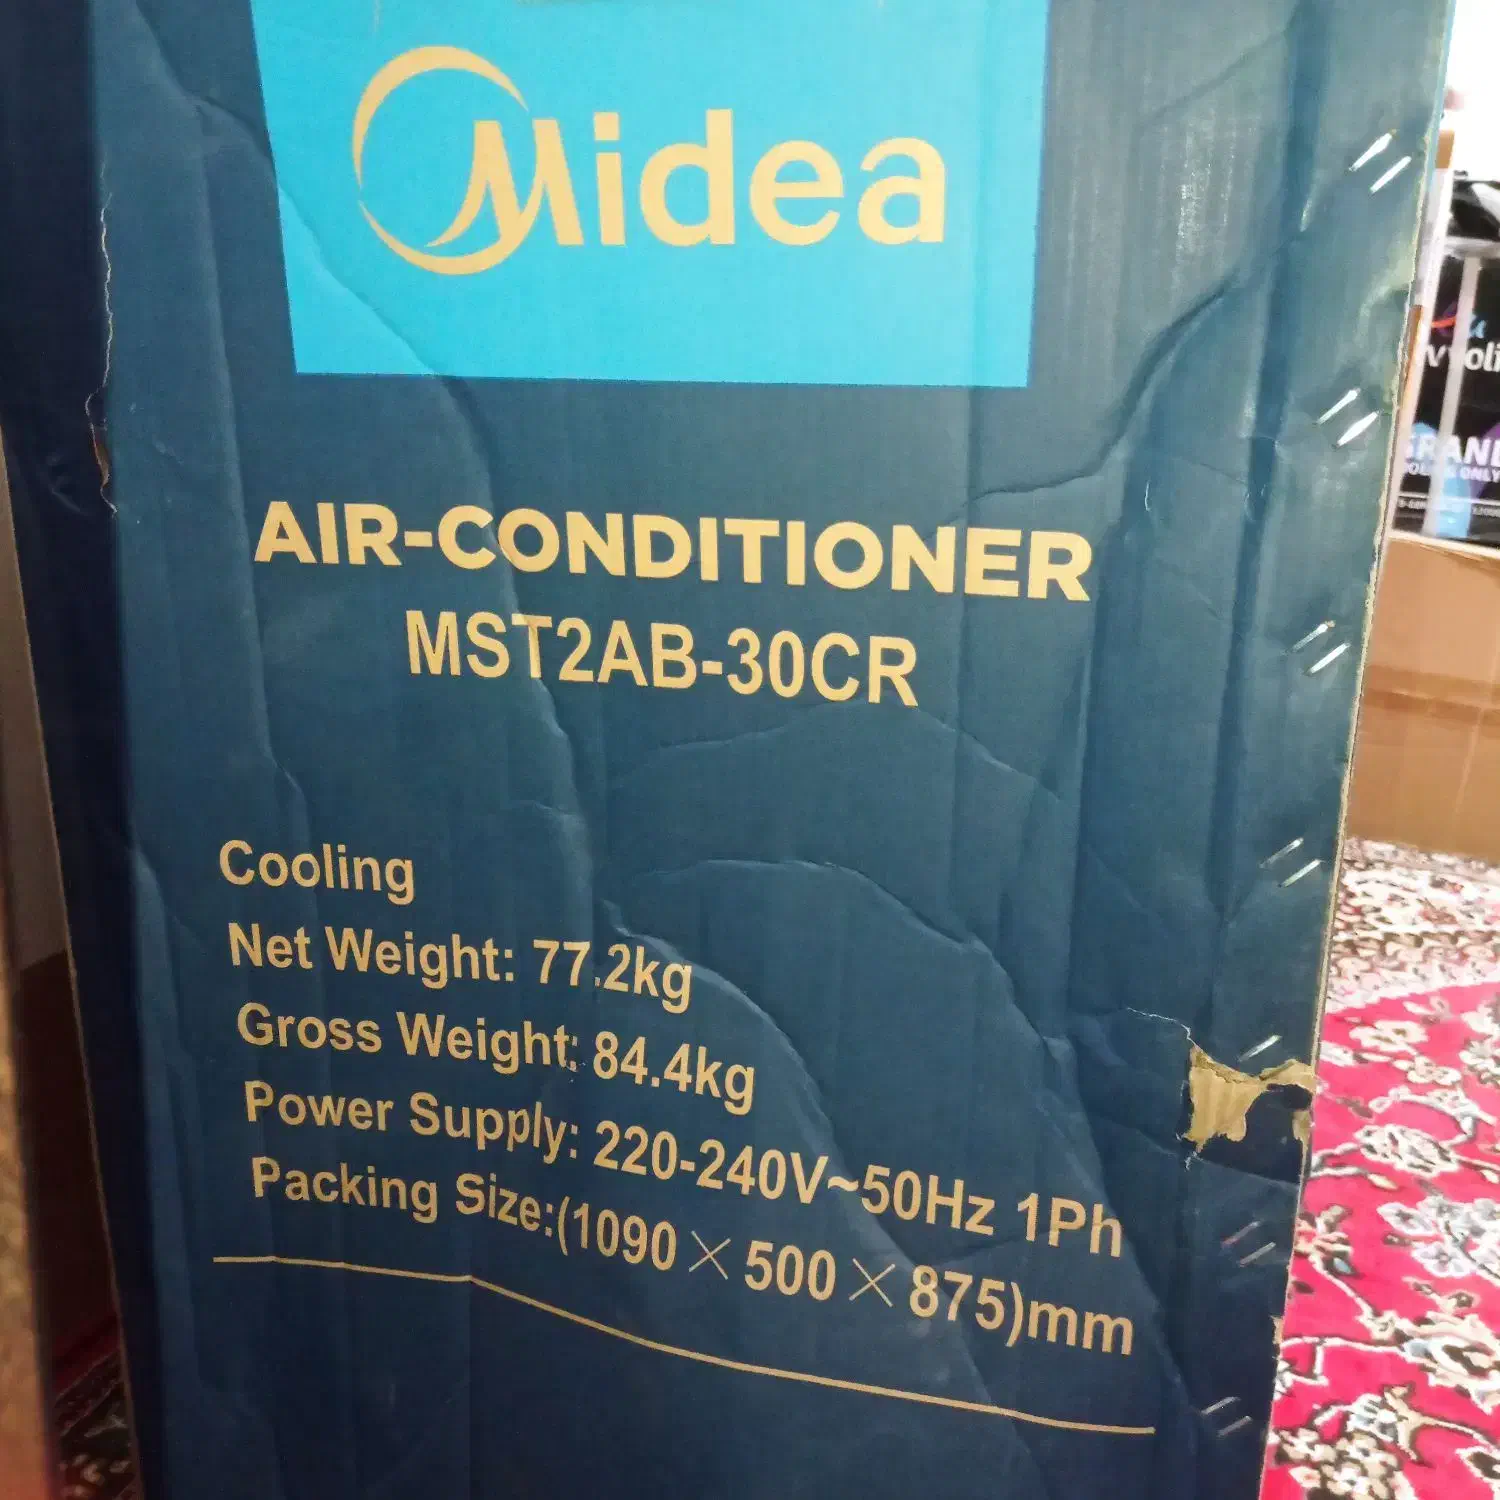 Midea
AIR-CONDITIONER
MST2AB-30CR
Cooling
Net Weight: 77.2kg
Gross Weight: 84.4kg
Power Supply: 220-240V~50Hz 1Ph
Packing Size:(1090 × 500 × 875)mm